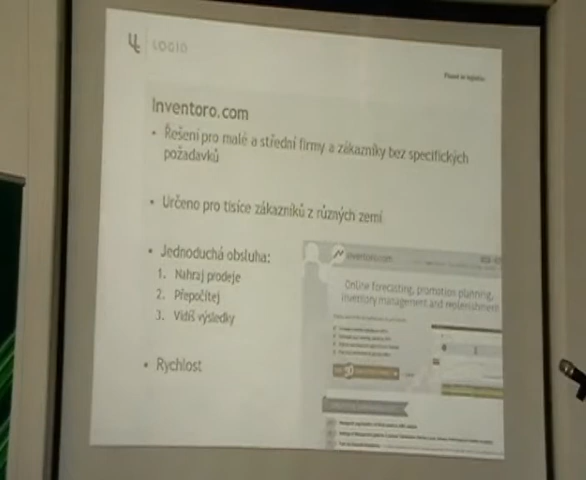 LOGIO
Inventoro.com
• Řešení pro malé a střední firmy a zákazníky bez specifických
požadavků
• Určeno pro tisíce zákazníků z různých zemí
• Jednoduchá obsluha:
1. Nahraj prodeje
2. Přepočítej
3. Vidíš výsledky
• Rychlost
inventoro.com
Online forecasting, promotion planning,
inventory management and replenishment